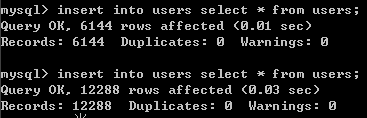 mysql> insert into users select * from users;
Query OK, 6144 rows affected (0.01 sec)
Records: 6144  Duplicates: 0  Warnings: 0
mysql> insert into users select * from users;
Query OK, 12288 rows affected (0.03 sec)
Records: 12288  Duplicates: 0  Warnings: 0